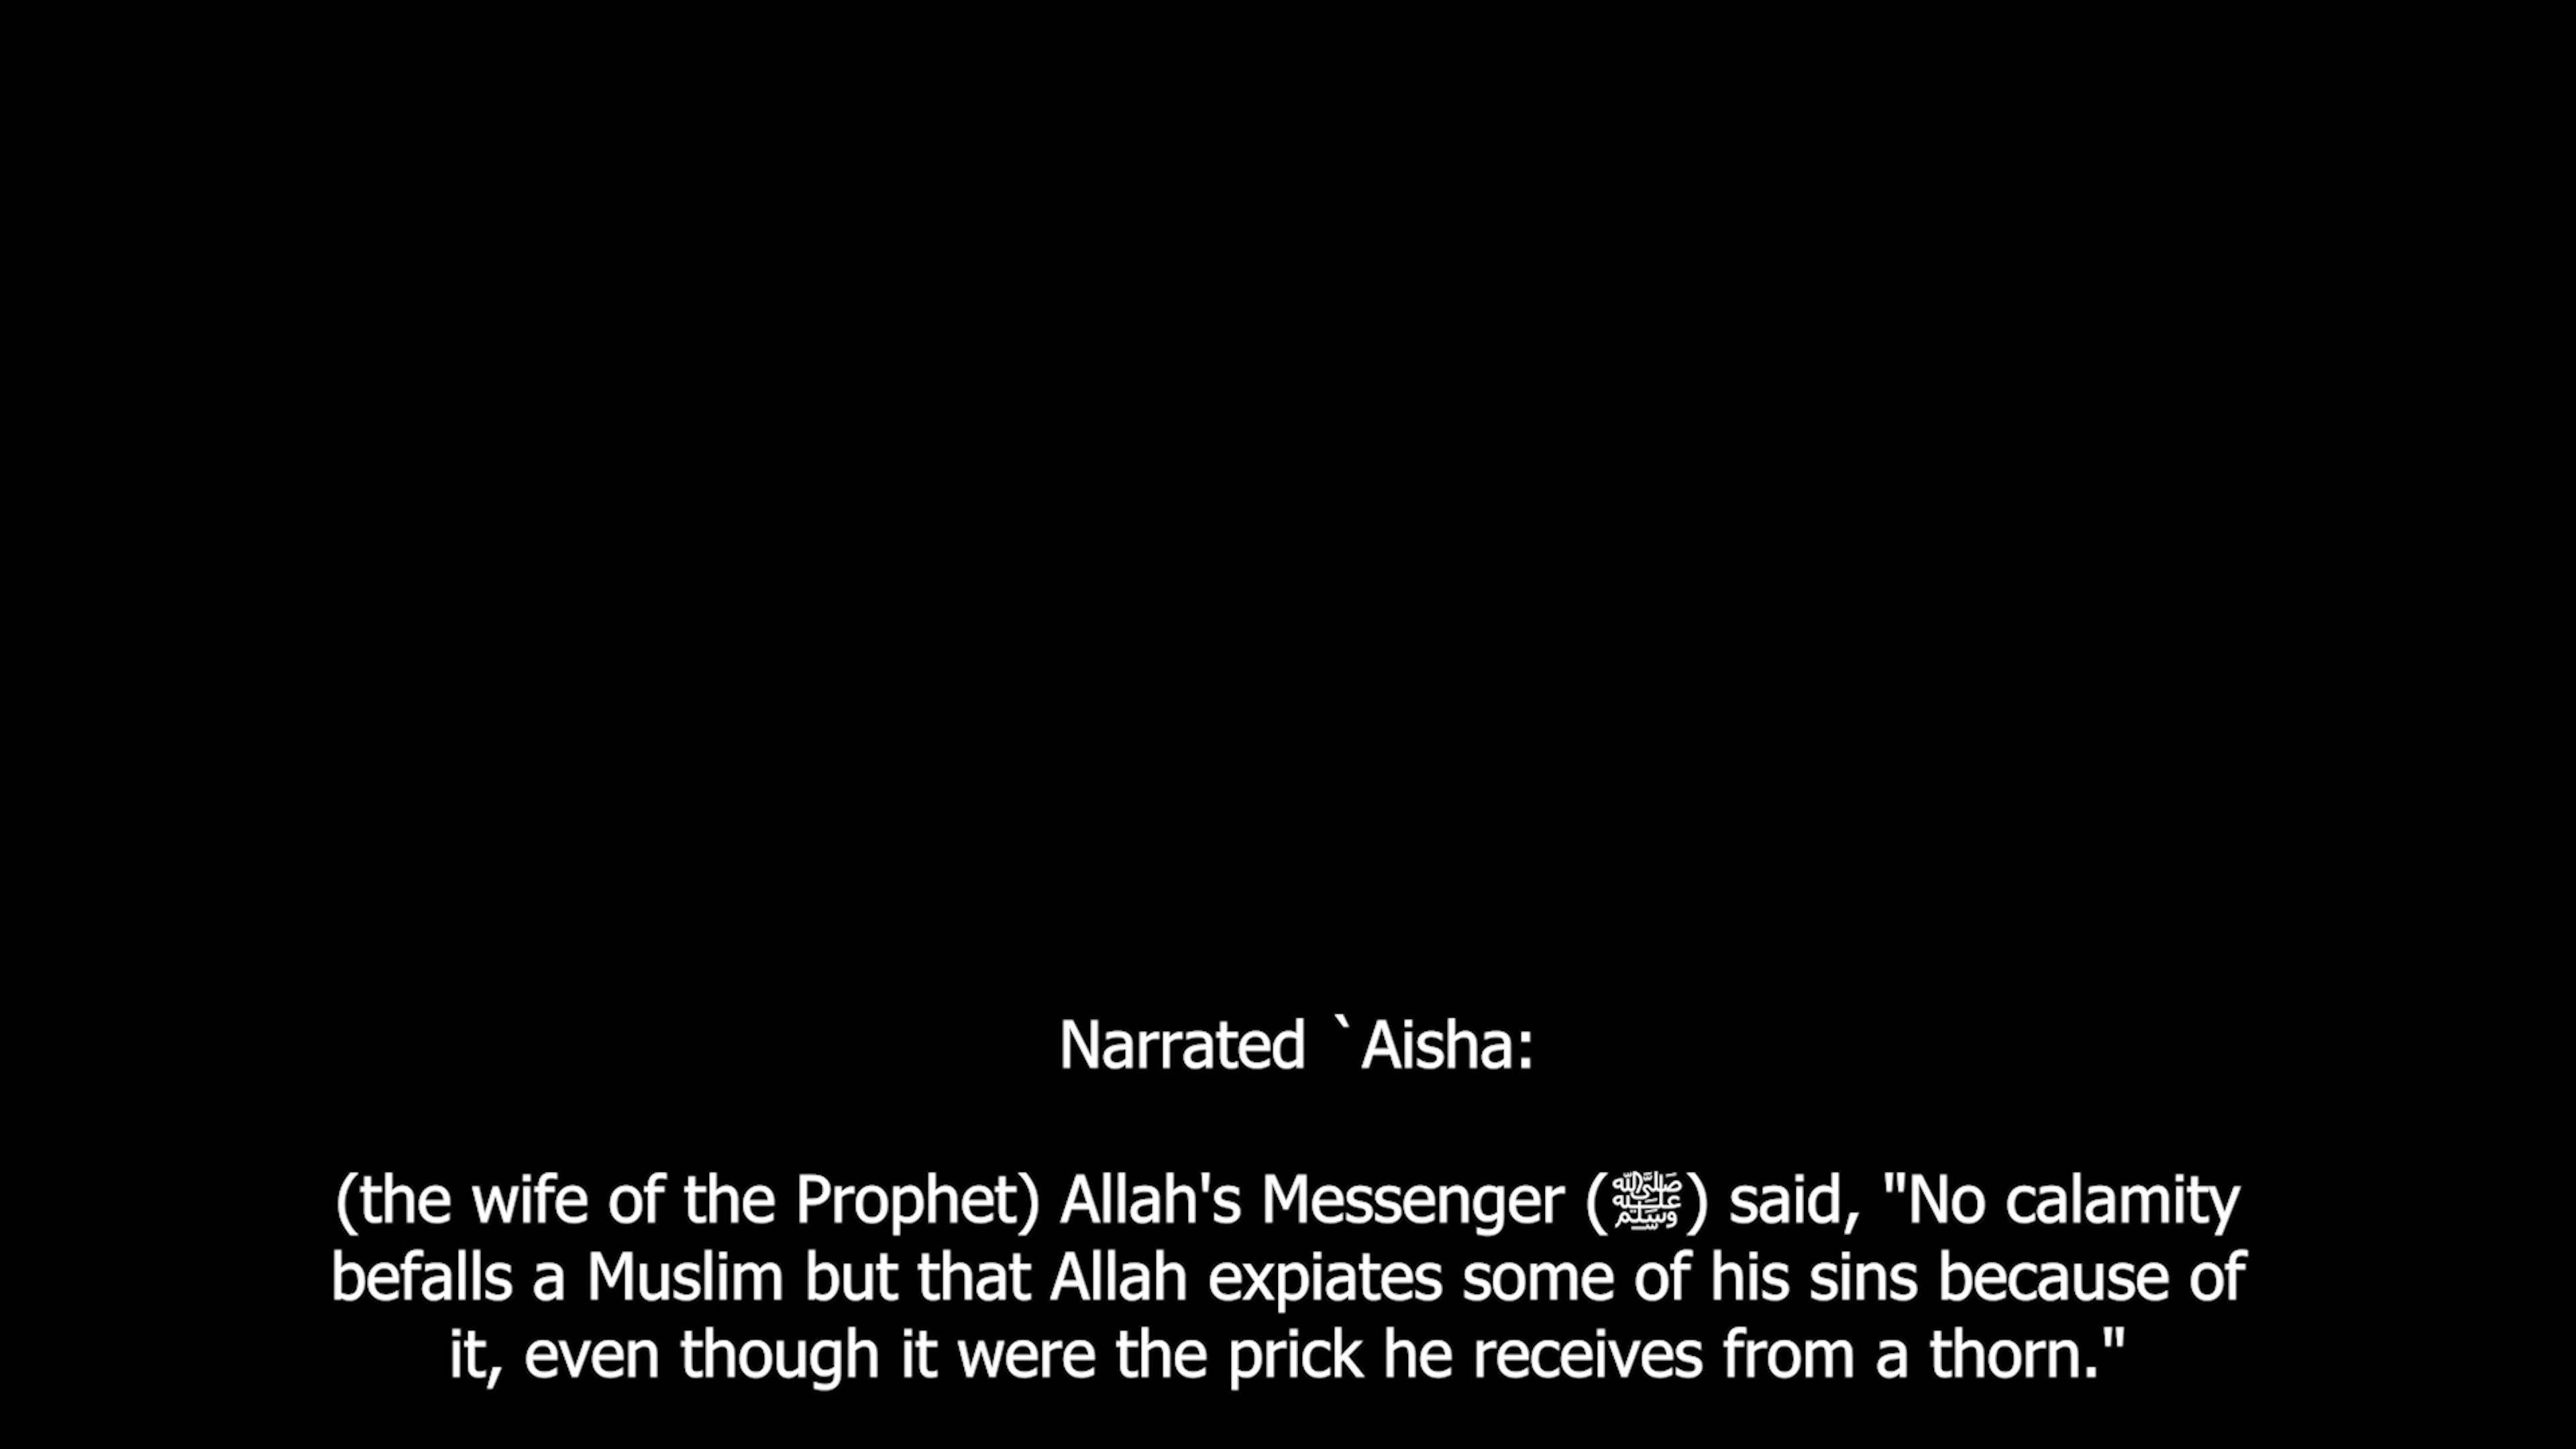 Narrated `Aisha:
(the wife of the Prophet) Allah's Messenger (ﷺ) said, "No calamity
befalls a Muslim but that Allah expiates some of his sins because of
it, even though it were the prick he receives from a thorn."